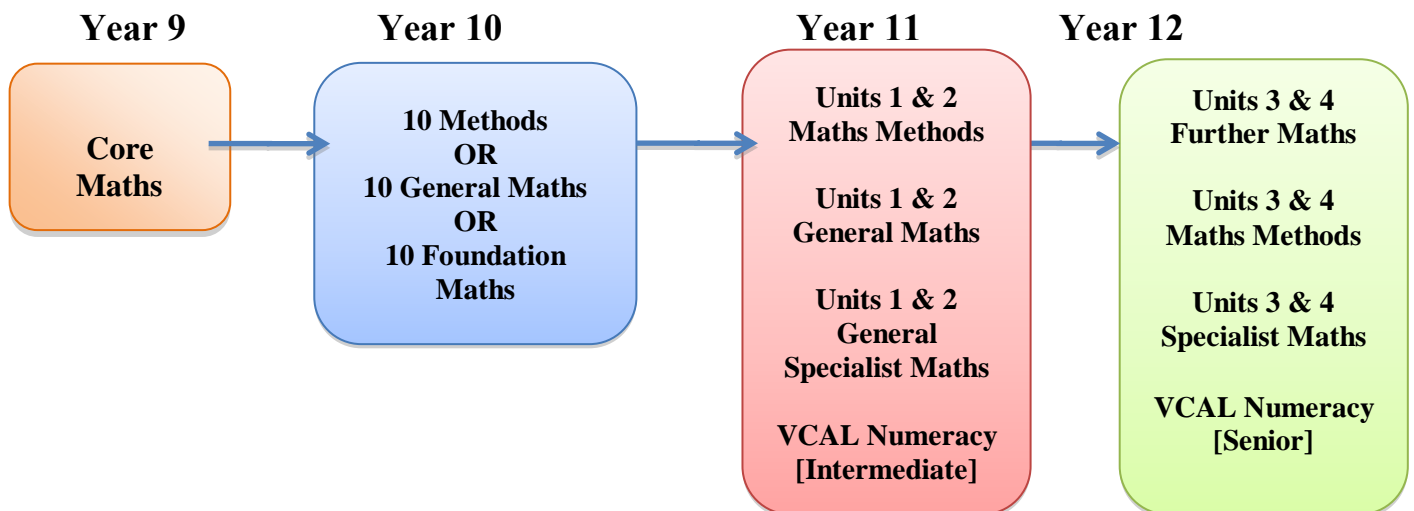 Year 9
Year 10
Year 11
Year 12
Core
Maths
10 Methods
OR
10 General Maths
OR
10 Foundation
Maths
Units 1 & 2
Maths Methods
Units 1 & 2
General Maths
Units 1 & 2
General
Specialist Maths
VCAL Numeracy
[Intermediate]
Units 3 & 4
Further Maths
Units 3 & 4
Maths Methods
Units 3 & 4
Specialist Maths
VCAL Numeracy
[Senior]